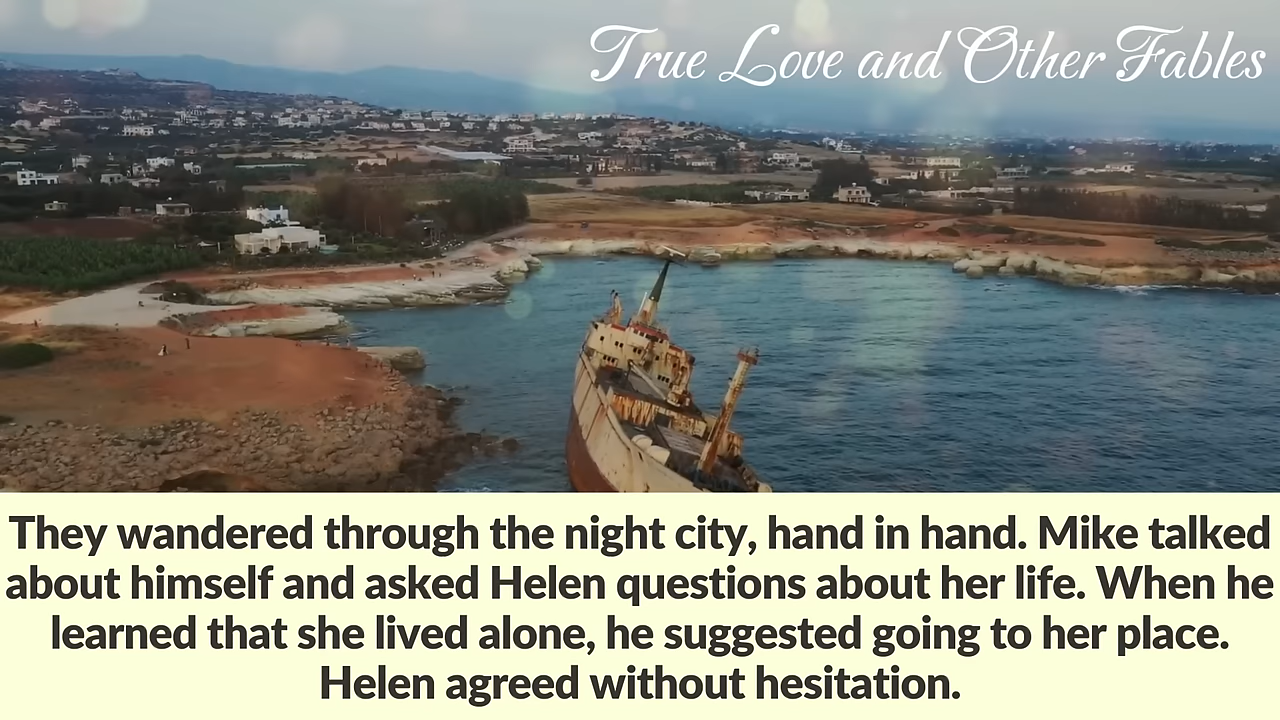 True Love and Other Fables
They wandered through the night city, hand in hand. Mike talked
about himself and asked Helen questions about her life. When he
learned that she lived alone, he suggested going to her place.
Helen agreed without hesitation.